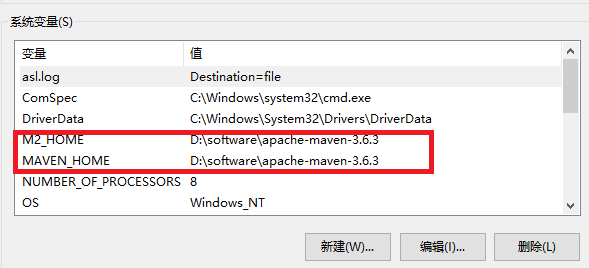 系统变量(S)
变量 值
asl.log Destination=file
ComSpec C:\Windows\system32\cmd.exe
DriverData C:\Windows\System32\Drivers\DriverData
M2_HOME D:\software\apache-maven-3.6.3
MAVEN_HOME D:\software\apache-maven-3.6.3
NUMBER_OF_PROCESSORS 8
OS Windows_NT
新建(W)... 编辑(I)... 删除(L)